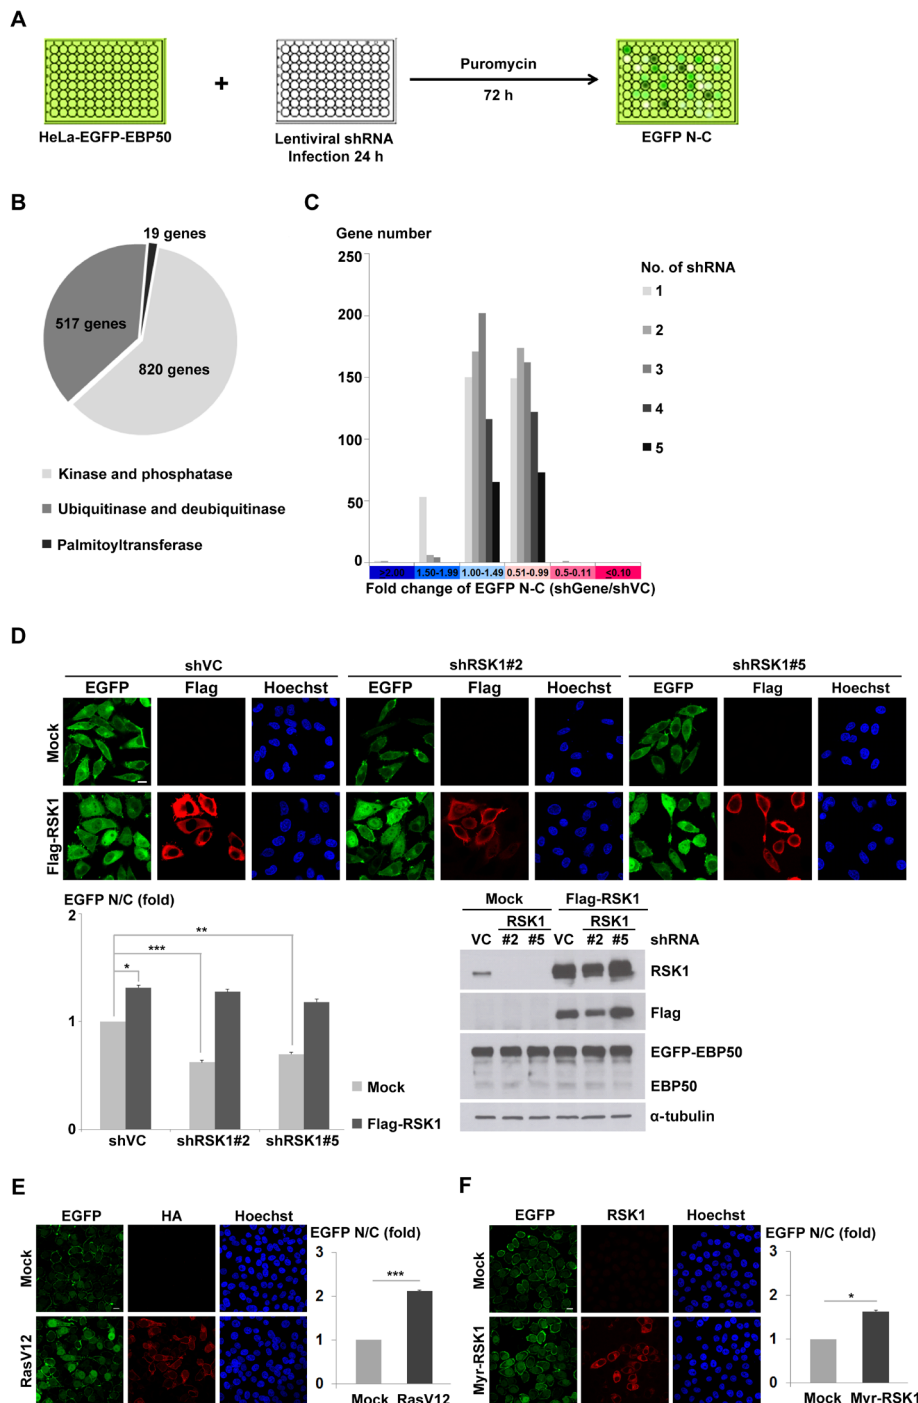 A
HeLa-EGFP-EBP50
+
Lentiviral shRNA
Infection 24 h
Puromycin
72 h
EGFP N-C
B
19 genes
517 genes
820 genes
Kinase and phosphatase
Ubiquitinase and deubiquitinase
Palmitoyltransferase
C
Gene number
250
200
150
100
50
0
≥2.00 1.50-1.99 1.00-1.49 0.51-0.99 0.5-0.11 ≤0.10
Fold change of EGFP N-C (shGene/shVC)
No. of shRNA
1
2
3
4
5
D
shVC shRSK1#2 shRSK1#5
EGFP Flag Hoechst EGFP Flag Hoechst EGFP Flag Hoechst
Mock
Flag-RSK1
EGFP N/C (fold)
2
1
0
**
***
*
shVC shRSK1#2 shRSK1#5
Mock
Flag-RSK1
Mock Flag-RSK1
RSK1 RSK1
VC #2 #5 VC #2 #5 shRNA
RSK1
Flag
EGFP-EBP50
EBP50
α-tubulin
E
EGFP HA Hoechst
Mock
RasV12
EGFP N/C (fold)
3
2
1
0
***
Mock RasV12
F
EGFP RSK1 Hoechst
Mock
Myr-RSK1
EGFP N/C (fold)
3
2
1
0
*
Mock Myr-RSK1